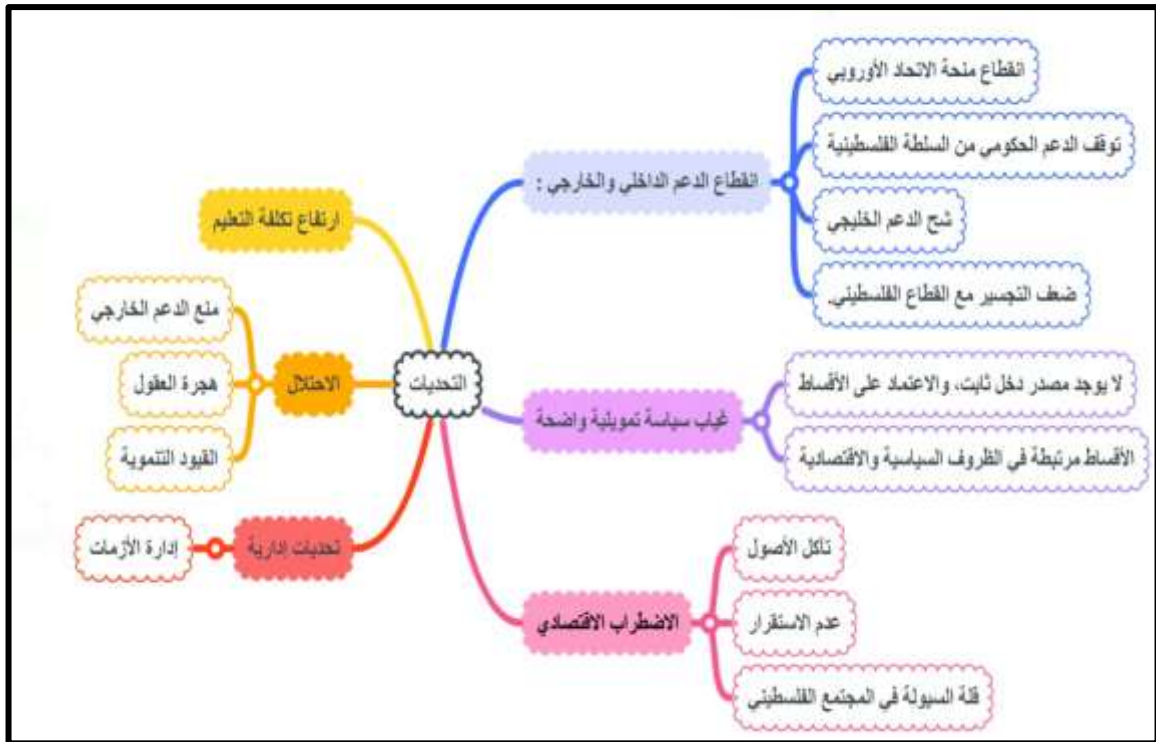 التحديات
انقطاع الدعم الداخلي والخارجي :
انقطاع منحة الاتحاد الأوروبي
توقف الدعم الحكومي من السلطة الفلسطينية
شح الدعم الخليجي
ضعف التجسير مع القطاع الفلسطيني.
غياب سياسة تمويلية واضحة
لا يوجد مصدر دخل ثابت، والاعتماد على الأقساط
الأقساط مرتبطة في الظروف السياسية والاقتصادية
الاضطراب الاقتصادي
تآكل الأصول
عدم الاستقرار
قلة السيولة في المجتمع الفلسطيني
ارتفاع تكلفة التعليم
الاحتلال
منع الدعم الخارجي
هجرة العقول
القيود التنموية
تحديات إدارية
إدارة الأزمات